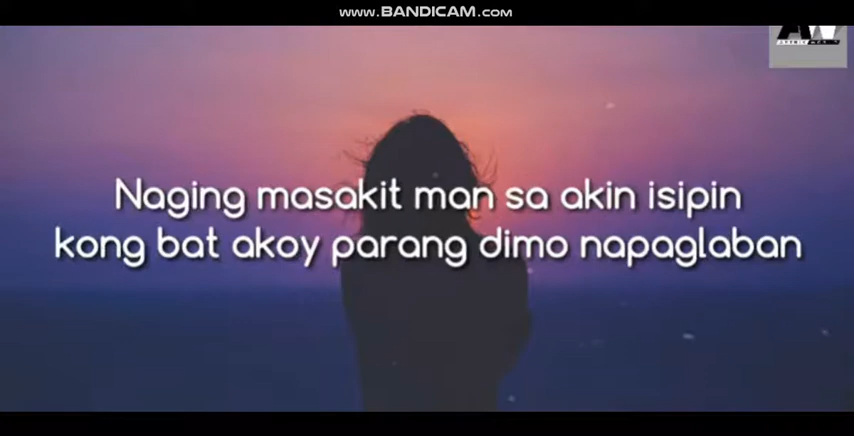 www.BANDICAM.com
Naging masakit man sa akin isipin
kong bat akoy parang dimo napaglaban